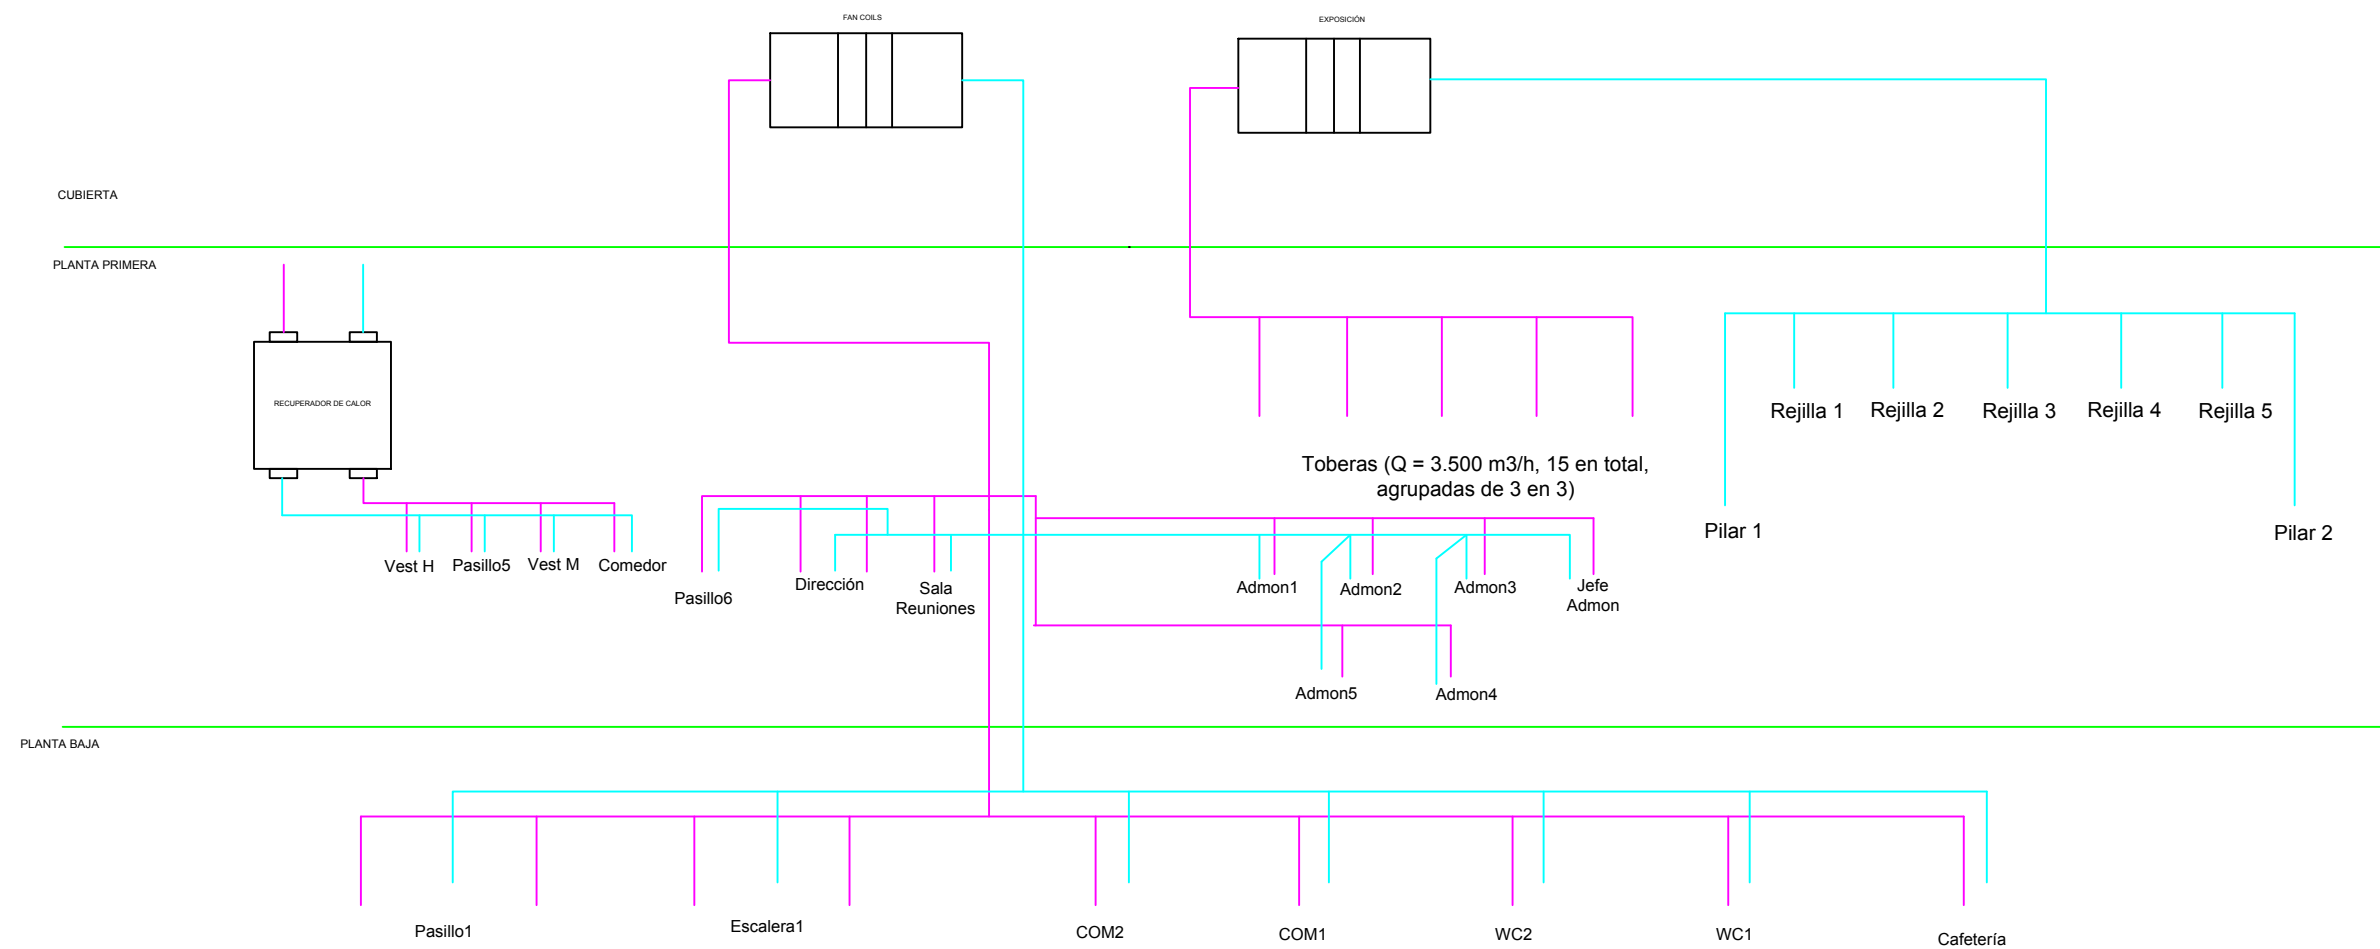 FAN COILS
EXPOSICIÓN
CUBIERTA
PLANTA PRIMERA
RECUPERADOR DE CALOR
Rejilla 1
Rejilla 2
Rejilla 3
Rejilla 4
Rejilla 5
Toberas (Q = 3.500 m3/h, 15 en total,
agrupadas de 3 en 3)
Pilar 1
Pilar 2
Vest H
Pasillo5
Vest M
Comedor
Pasillo6
Dirección
Sala
Reuniones
Admon1
Admon2
Admon3
Jefe
Admon
Admon5
Admon4
PLANTA BAJA
Pasillo1
Escalera1
COM2
COM1
WC2
WC1
Cafetería